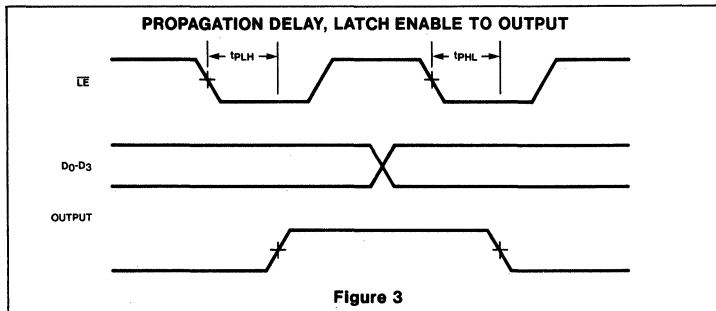 PROPAGATION DELAY, LATCH ENABLE TO OUTPUT
tPLH
tPHL
LE
D0-D3
OUTPUT
Figure 3